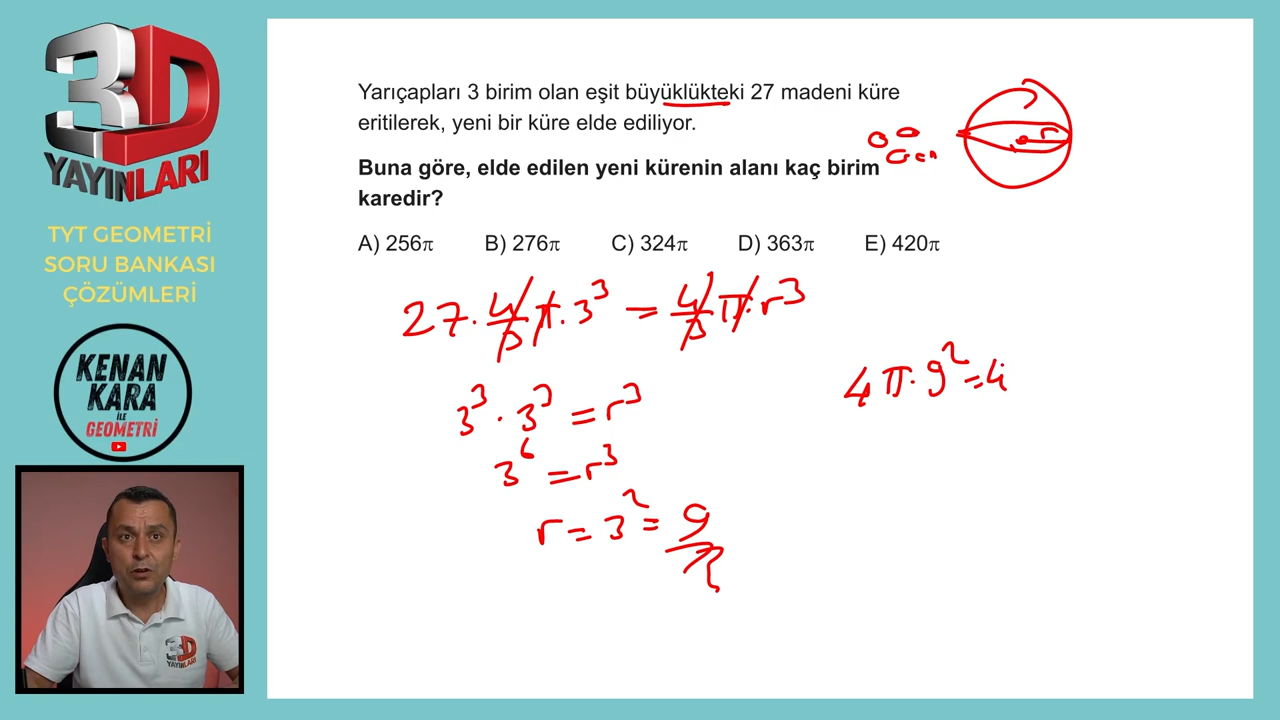 3D
YAYINLARI
TYT GEOMETRİ
SORU BANKASI
ÇÖZÜMLERİ
KENAN
KARA
İLE
GEOMETRİ
3D
YAYINLARI
Yarıçapları 3 birim olan eşit büyüklükteki 27 madeni küre
eritilerek, yeni bir küre elde ediliyor.
Buna göre, elde edilen yeni kürenin alanı kaç birim
karedir?
A) 256π B) 276π C) 324π D) 363π E) 420π
r
27 · 4/3 π · 3³ = 4/3 π · r³
3³ · 3³ = r³
3⁶ = r³
r = 3² = 9
4π · 9² = 4